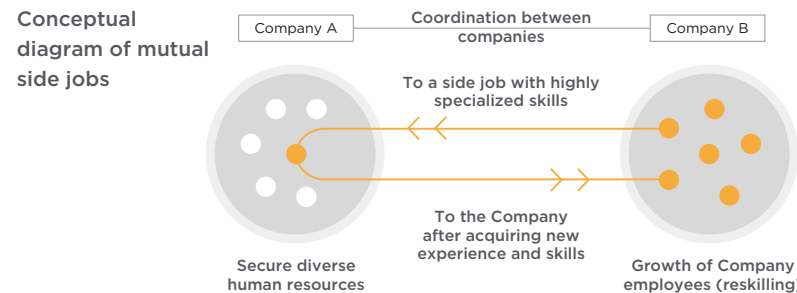 Conceptual
diagram of mutual
side jobs
Company A
Coordination between
companies
Company B
To a side job with highly
specialized skills
To the Company
after acquiring new
experience and skills
Secure diverse
human resources
Growth of Company
employees (reskilling)